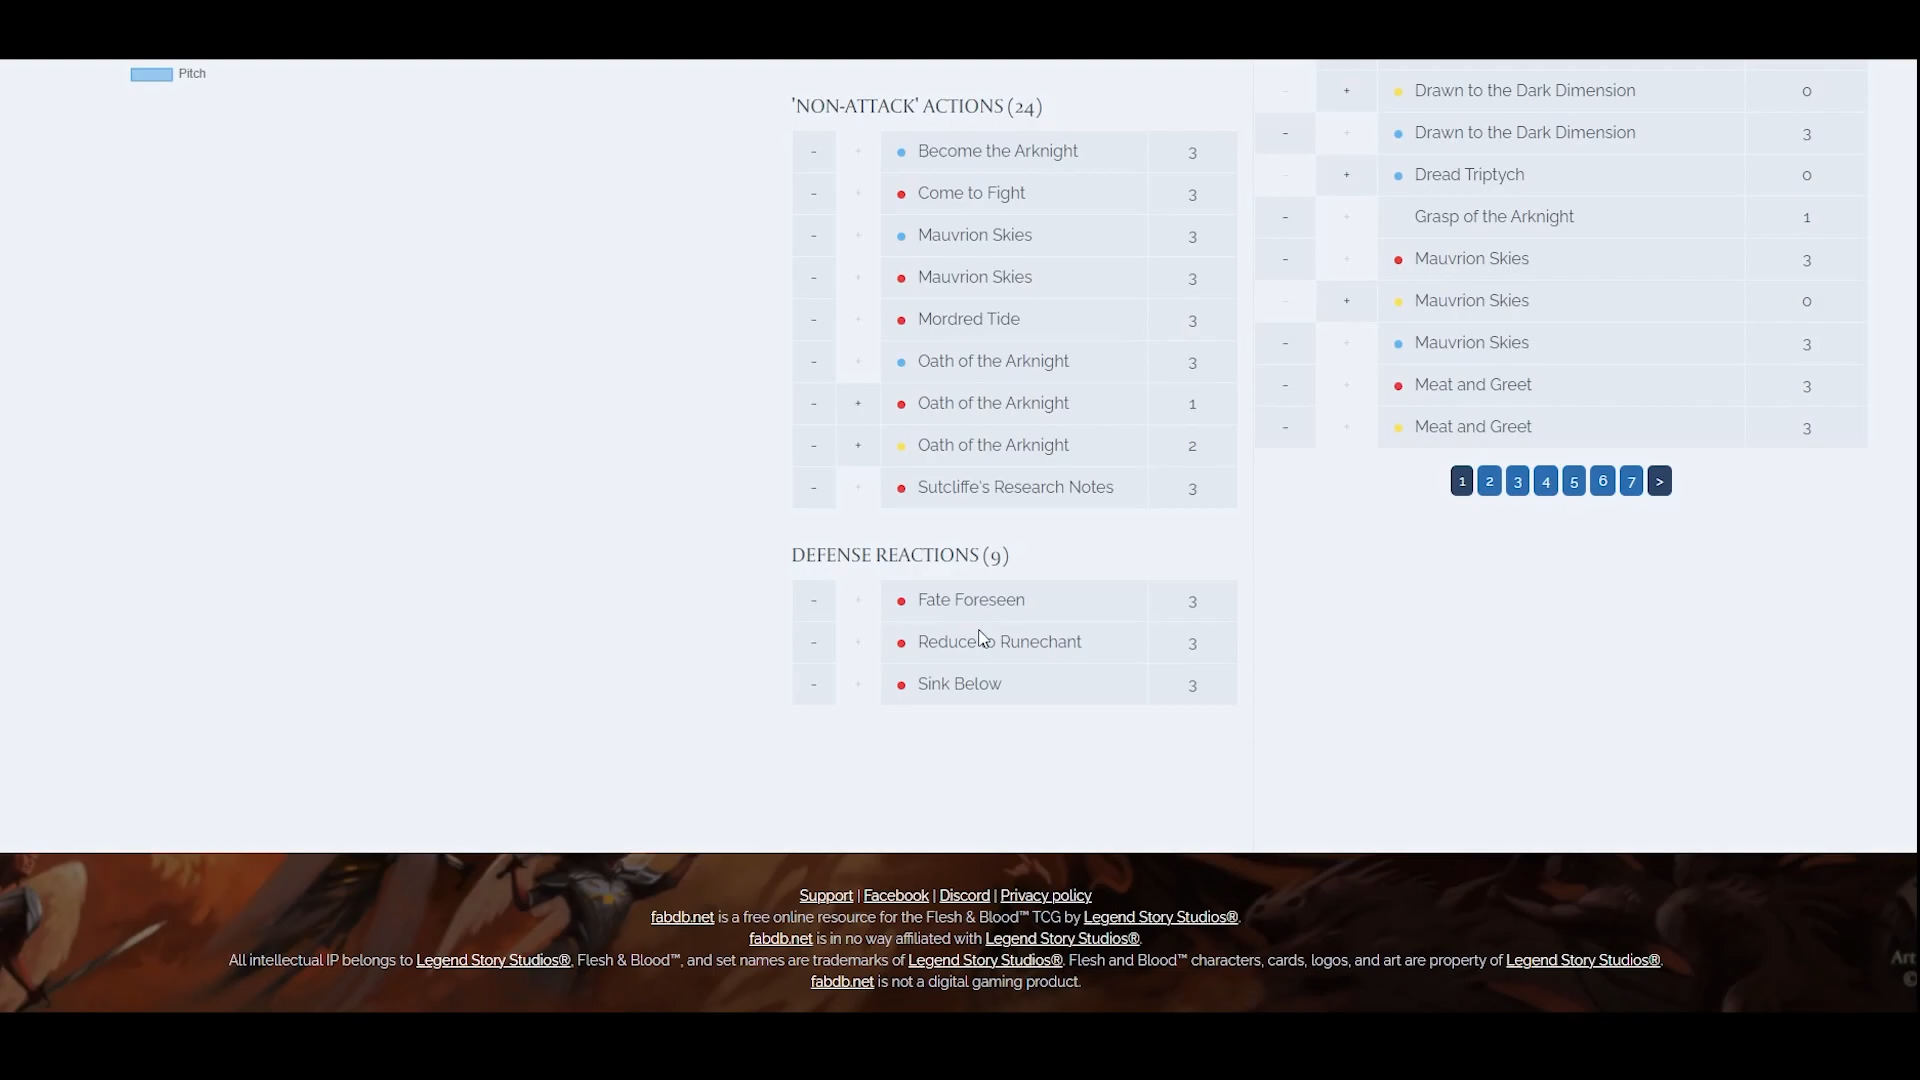 Pitch
'NON-ATTACK' ACTIONS (24)
- + Become the Arknight 3
- + Come to Fight 3
- + Mauvrion Skies 3
- + Mauvrion Skies 3
- + Mordred Tide 3
- + Oath of the Arknight 3
- + Oath of the Arknight 1
- + Oath of the Arknight 2
- + Sutcliffe's Research Notes 3
DEFENSE REACTIONS (9)
- + Fate Foreseen 3
- + Reduce to Runechant 3
- + Sink Below 3
- + Drawn to the Dark Dimension 0
- + Drawn to the Dark Dimension 3
- + Dread Triptych 0
- + Grasp of the Arknight 1
- + Mauvrion Skies 3
- + Mauvrion Skies 0
- + Mauvrion Skies 3
- + Meat and Greet 3
- + Meat and Greet 3
1 2 3 4 5 6 7 >
Support | Facebook | Discord | Privacy policy
fabdb.net is a free online resource for the Flesh & Blood™ TCG by Legend Story Studios®.
fabdb.net is in no way affiliated with Legend Story Studios®.
All intellectual IP belongs to Legend Story Studios®, Flesh & Blood™, and set names are trademarks of Legend Story Studios®. Flesh and Blood™ characters, cards, logos, and art are property of Legend Story Studios®.
fabdb.net is not a digital gaming product.
Art
©